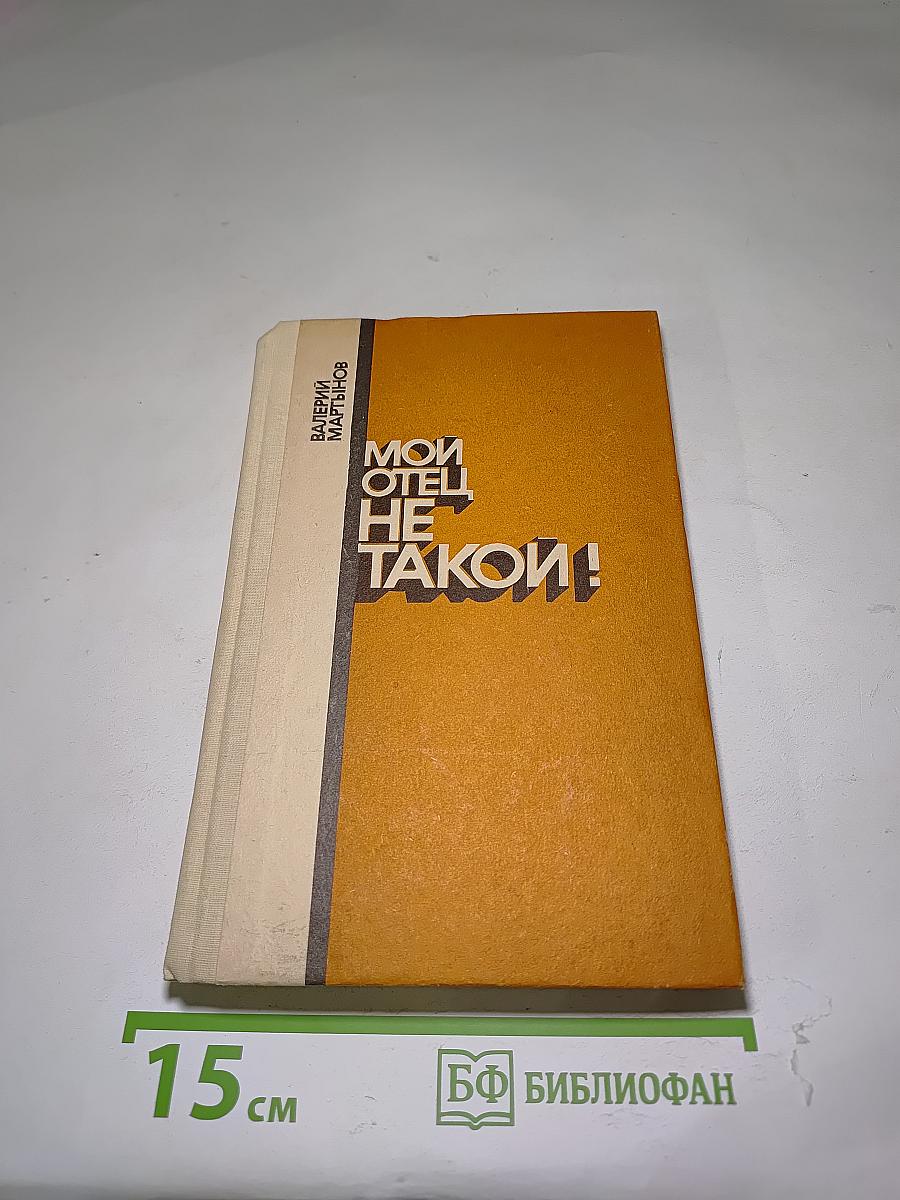 ВАЛЕРИЙ
МАРТЫНОВ
МОЙ
ОТЕЦ
НЕ
ТАКОЙ!
15 см
БФ БИБЛИОФАН